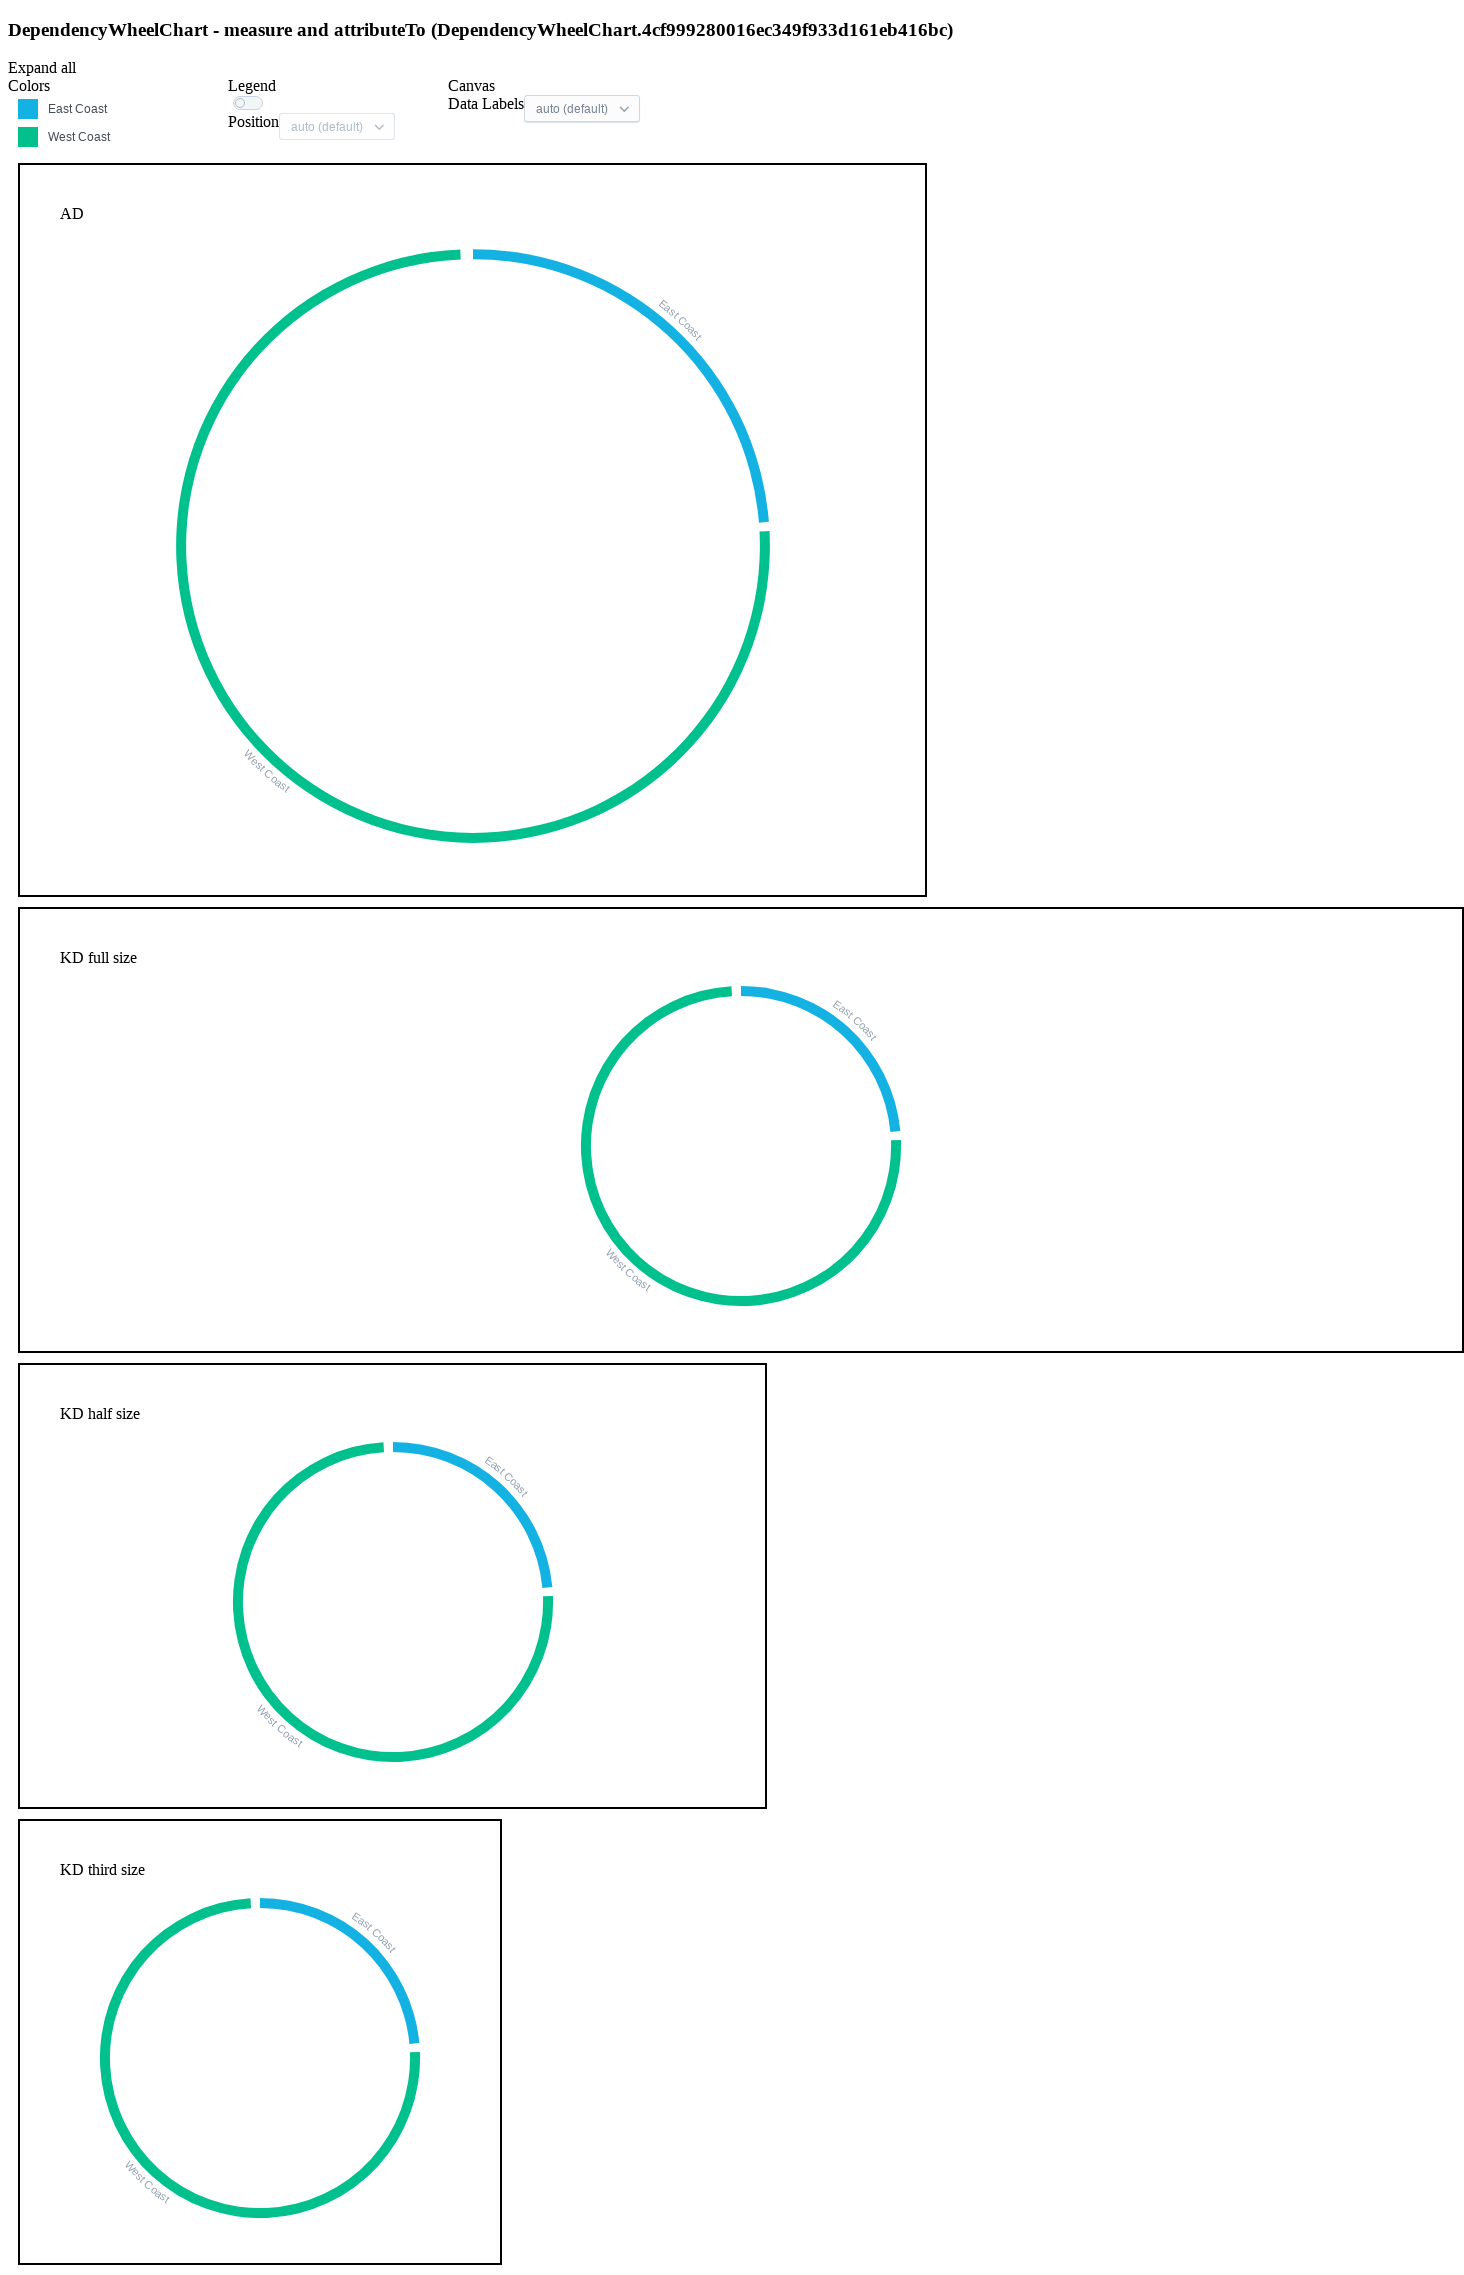 DependencyWheelChart - measure and attributeTo (DependencyWheelChart.4cf999280016ec349f933d161eb416bc)
Expand all
Colors
East Coast
West Coast
Legend
Position auto (default)
Canvas
Data Labels auto (default)
AD
East Coast
West Coast
KD full size
East Coast
West Coast
KD half size
East Coast
West Coast
KD third size
East Coast
West Coast